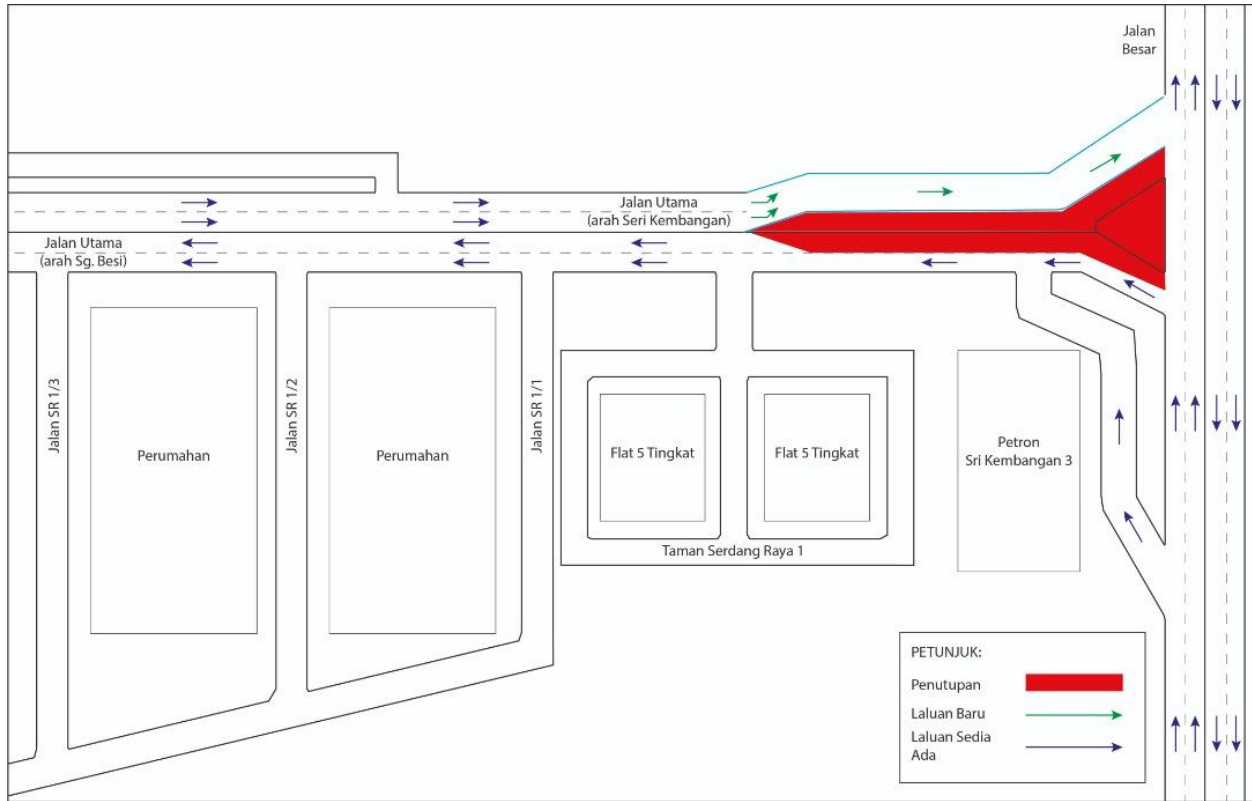 Jalan
Besar
Jalan Utama
(arah Seri Kembangan)
Jalan Utama
(arah Sg. Besi)
Jalan SR 1/3
Perumahan
Jalan SR 1/2
Perumahan
Jalan SR 1/1
Flat 5 Tingkat
Flat 5 Tingkat
Taman Serdang Raya 1
Petron
Sri Kembangan 3
PETUNJUK:
Penutupan
Laluan Baru
Laluan Sedia
Ada